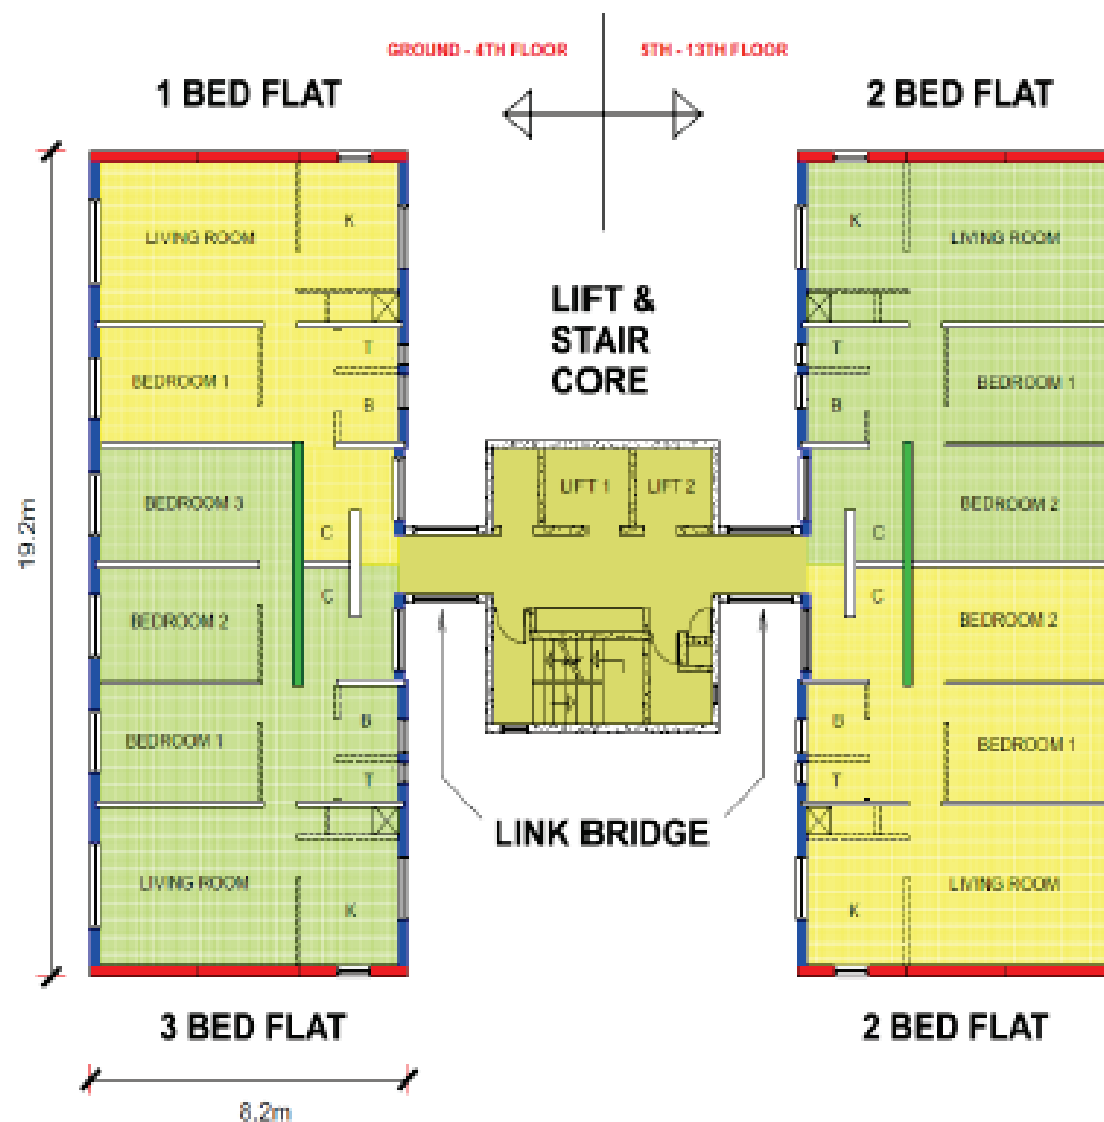 GROUND - 4TH FLOOR
5TH - 13TH FLOOR
1 BED FLAT
2 BED FLAT
LIVING ROOM
K
K
LIVING ROOM
LIFT &
STAIR
CORE
T
T
BEDROOM 1
BEDROOM 1
B
B
LIFT 1
LIFT 2
BEDROOM 3
BEDROOM 2
19.2m
C
C
C
C
BEDROOM 2
BEDROOM 2
B
B
BEDROOM 1
BEDROOM 1
T
T
LINK BRIDGE
LIVING ROOM
LIVING ROOM
K
K
3 BED FLAT
2 BED FLAT
8.2m